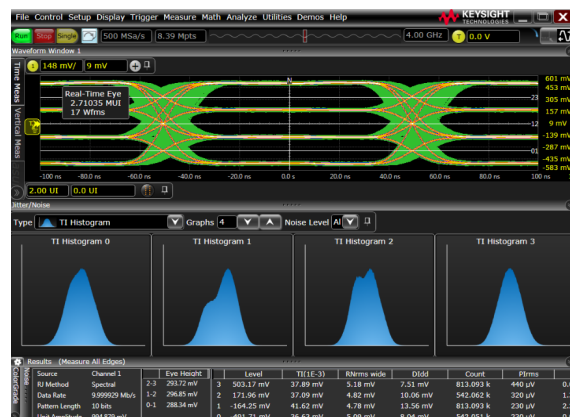 File Control Setup Display Trigger Measure Math Analyze Utilities Demos Help
KEYSIGHT TECHNOLOGIES
Run Stop Single 500 MSa/s 8.39 Mpts 4.00 GHz T 0.0 V
Waveform Window 1
1 148 mV/ 9 mV
Time Meas
Vertical Meas
Real-Time Eye
2.71035 MUI
17 Wfms
N
23
12
01
601 mV
453 mV
305 mV
157 mV
9 mV
-139 mV
-287 mV
-435 mV
-583 mV
-100 ns -80.0 ns -60.0 ns -40.0 ns -20.0 ns 0.0 s 20.0 ns 40.0 ns 60.0 ns 80.0 ns 100 ns
2.00 UI 0.0 UI
Jitter/Noise
Type TI Histogram Graphs 4 Noise Level Al
TI Histogram 0 TI Histogram 1 TI Histogram 2 TI Histogram 3
Results (Measure All Edges)
Color Grade
Noise
Source Channel 1 Eye Height Level TI(1E-3) RNrms wide DIdd Count PIrms
RJ Method Spectral 2-3 293.72 mV 3 503.17 mV 37.89 mV 5.18 mV 7.51 mV 813.093 k 440 µV
Data Rate 9.999929 Mb/s 1-2 296.85 mV 2 171.96 mV 37.09 mV 4.82 mV 10.06 mV 542.062 k 320 µV
Pattern Length 10 bits 0-1 288.34 mV 1 -164.25 mV 41.62 mV 4.78 mV 13.56 mV 813.093 k 230 µV